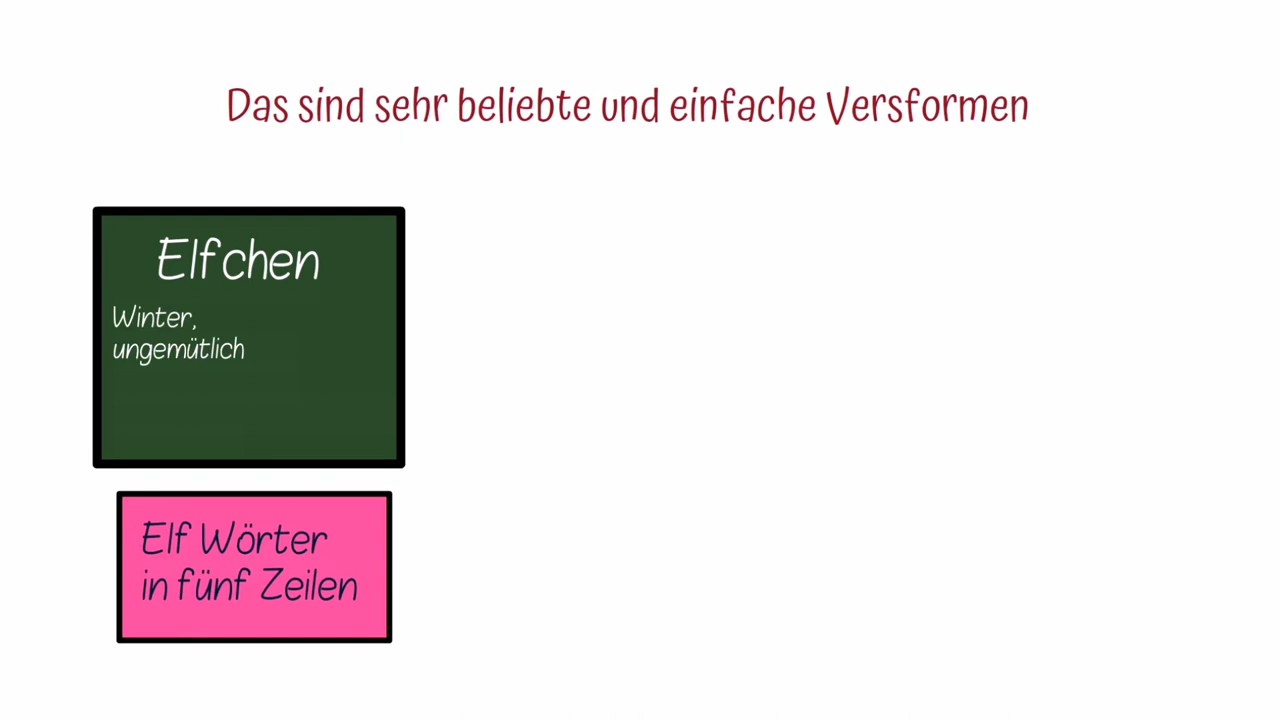 Das sind sehr beliebte und einfache Versformen
Elfchen
Winter,
ungemütlich
Elf Wörter
in fünf Zeilen